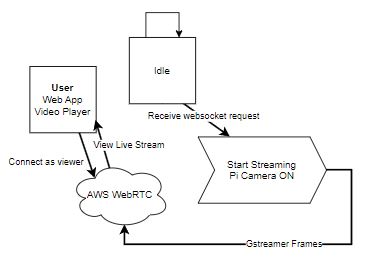 Idle
User
Web App
Video Player
Receive websocket request
View Live Stream
Connect as viewer
Start Streaming
Pi Camera ON
AWS WebRTC
Gstreamer Frames